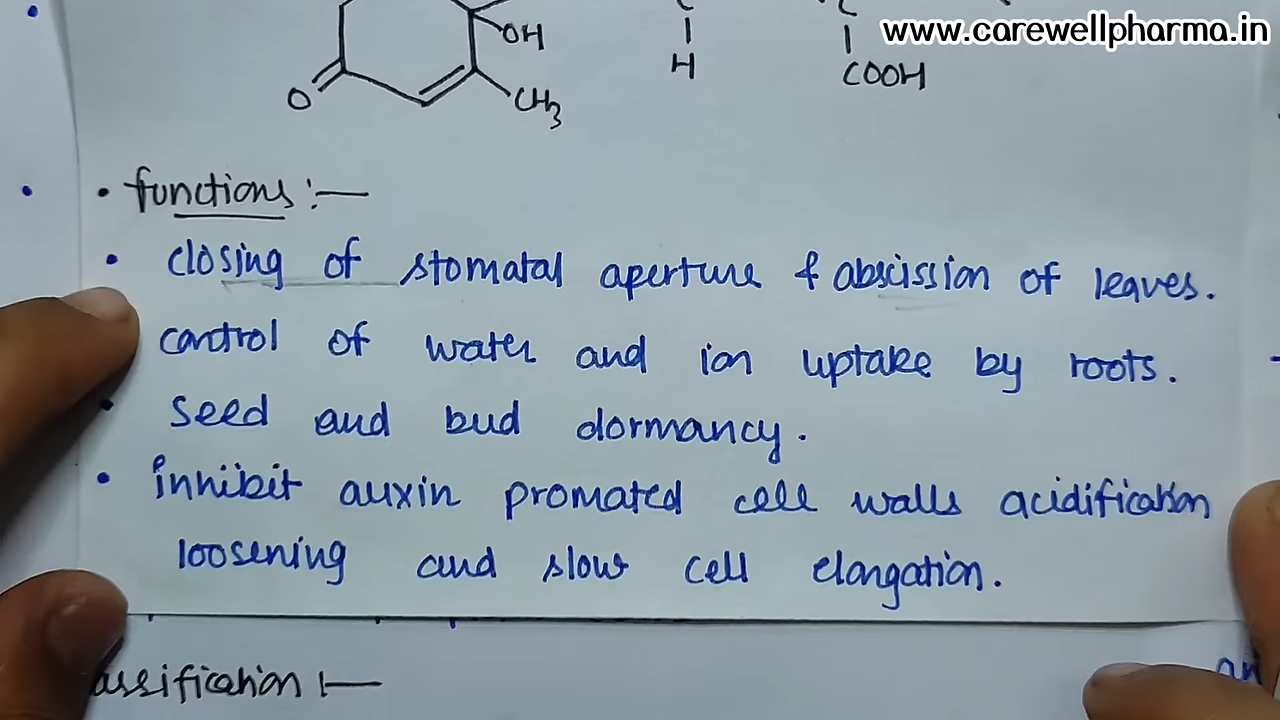 www.carewellpharma.in
OH
H
COOH
O
CH3
• functions :—
• closing of stomatal aperture & abscission of leaves.
control of water and ion uptake by roots.
• seed and bud dormancy.
• inhibit auxin promated cell walls acidification
loosening and slow cell elongation.
assification :—
an